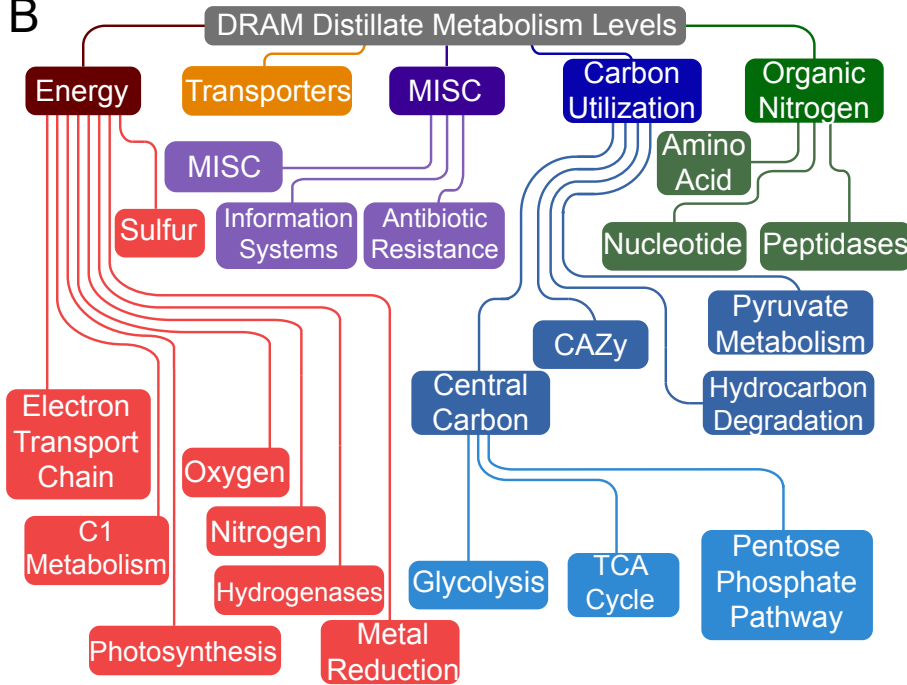 B
DRAM Distillate Metabolism Levels
Energy
Transporters
MISC
Carbon
Utilization
Organic
Nitrogen
MISC
Amino
Acid
Sulfur
Information
Systems
Antibiotic
Resistance
Nucleotide
Peptidases
Pyruvate
Metabolism
CAZy
Central
Carbon
Hydrocarbon
Degradation
Electron
Transport
Chain
Oxygen
C1
Metabolism
Nitrogen
Hydrogenases
Photosynthesis
Metal
Reduction
Glycolysis
TCA
Cycle
Pentose
Phosphate
Pathway